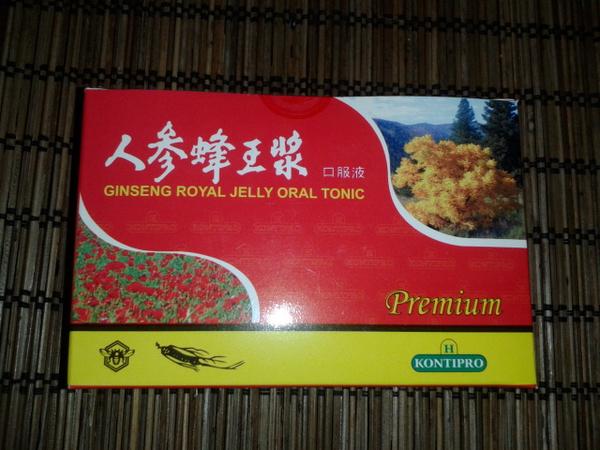 人参蜂王浆
口服液
GINSENG ROYAL JELLY ORAL TONIC
Premium
H
KONTIPRO